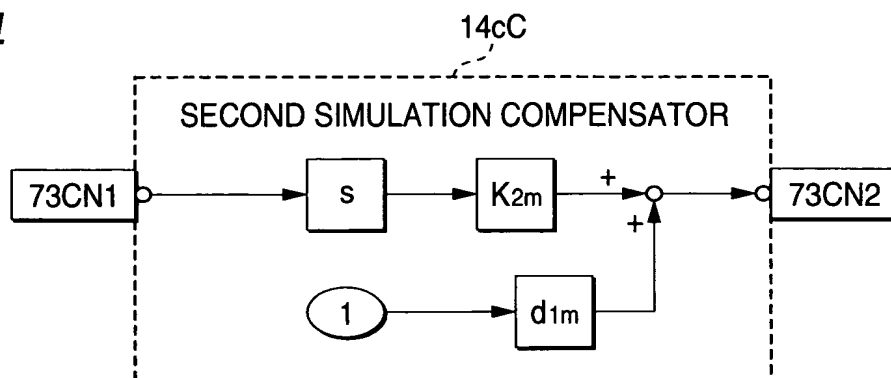 14cC
SECOND SIMULATION COMPENSATOR
73CN1
s
K2m
+
73CN2
+
1
d1m